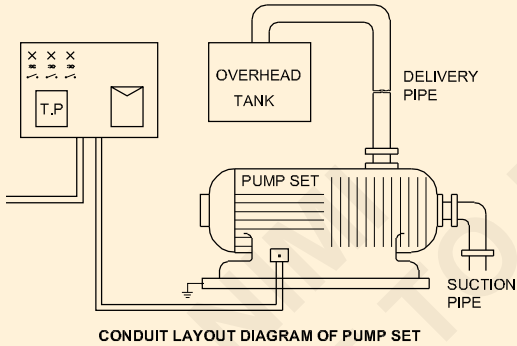 OVERHEAD
TANK
DELIVERY
PIPE
T.P
PUMP SET
SUCTION
PIPE
CONDUIT LAYOUT DIAGRAM OF PUMP SET